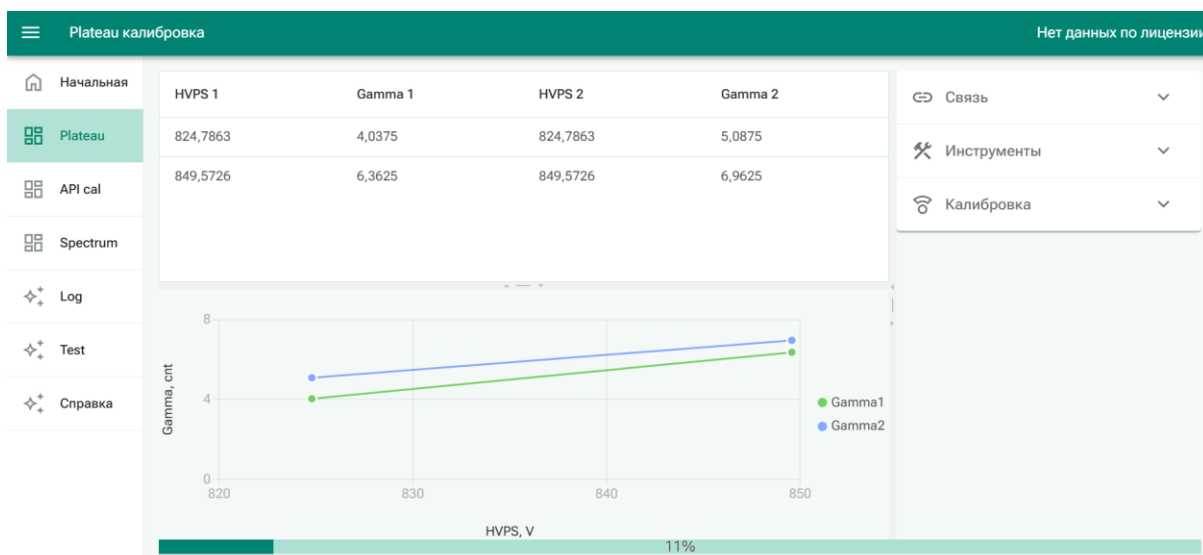 Plateau калибровка
Нет данных по лицензии
Начальная
Plateau
API cal
Spectrum
Log
Test
Справка
HVPS 1 Gamma 1 HVPS 2 Gamma 2
824,7863 4,0375 824,7863 5,0875
849,5726 6,3625 849,5726 6,9625
Связь
Инструменты
Калибровка
8
4
0
Gamma, cnt
820 830 840 850
HVPS, V
Gamma1
Gamma2
11%